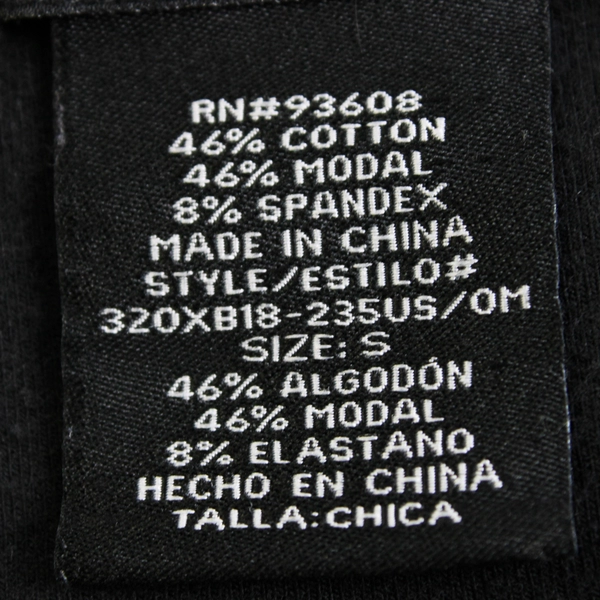 RN#93608
46% COTTON
46% MODAL
8% SPANDEX
MADE IN CHINA
STYLE/ESTILO#
320XB18-235US/OM
SIZE: S
46% ALGODÓN
46% MODAL
8% ELASTANO
HECHO EN CHINA
TALLA:CHICA